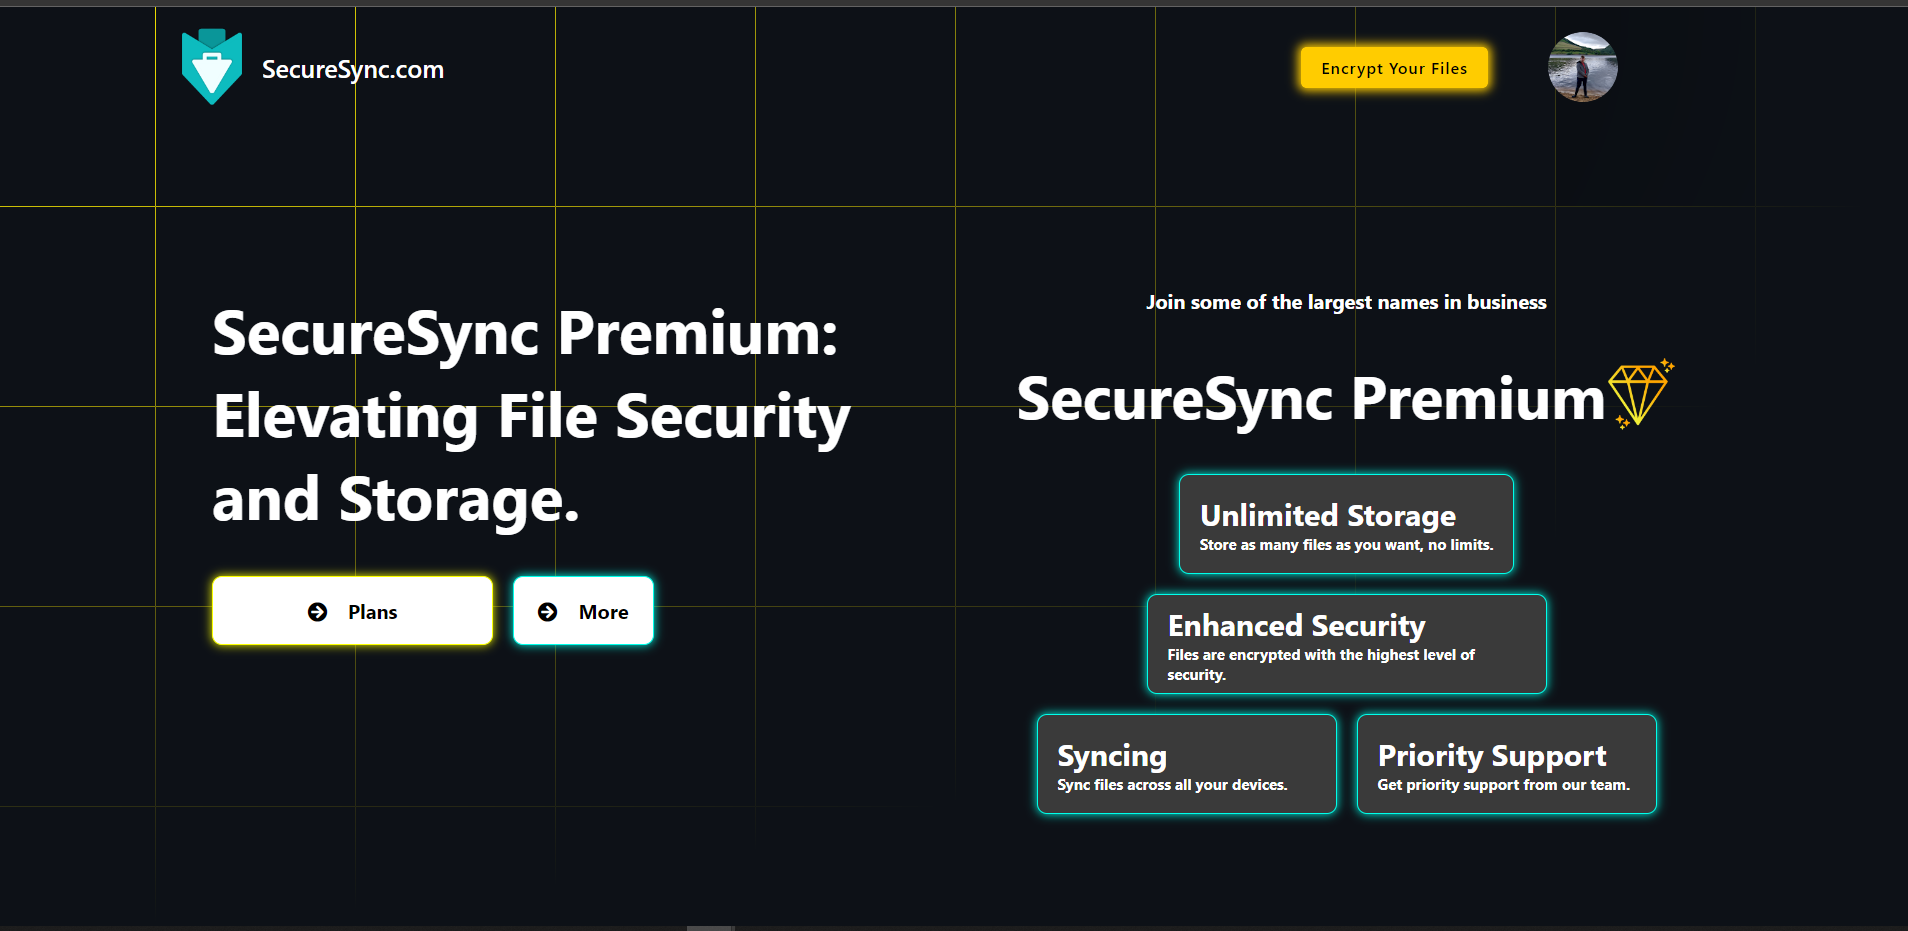 SecureSync.com
Encrypt Your Files
SecureSync Premium:
Elevating File Security
and Storage.
Plans
More
Join some of the largest names in business
SecureSync Premium
Unlimited Storage
Store as many files as you want, no limits.
Enhanced Security
Files are encrypted with the highest level of
security.
Syncing
Sync files across all your devices.
Priority Support
Get priority support from our team.